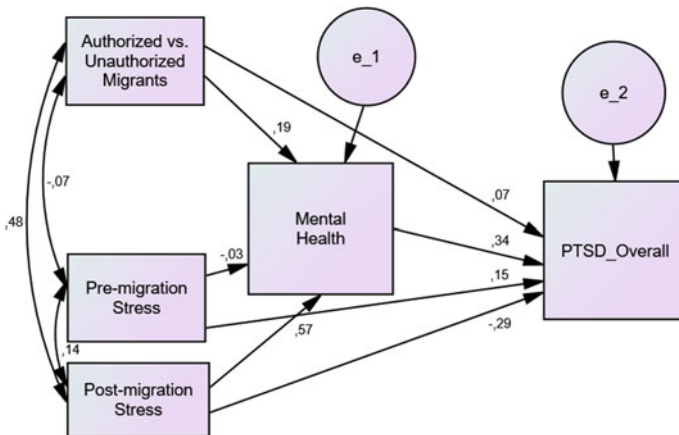 Authorized vs.
Unauthorized
Migrants
e_1
e_2
,19
-,07
,07
,48
Mental
Health
,34
PTSD_Overall
-,03
,15
Pre-migration
Stress
-,29
,57
,14
Post-migration
Stress